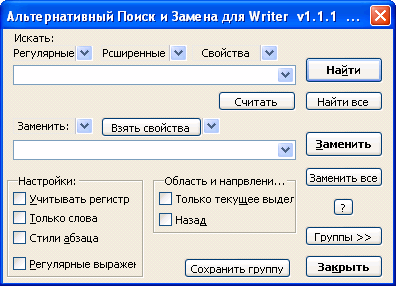 Альтернативный Поиск и Замена для Writer v1.1.1 ...
Искать:
Регулярные Рсширенные Свойства
Найти
Считать Найти все
Заменить: Взять свойства
Заменить
Настройки: Область и напрвлени...
Учитывать регистр Только текущее выдел Заменить все
Только слова Назад
?
Стили абзаца
Группы >>
Регулярные выражен Сохранить группу Закрыть